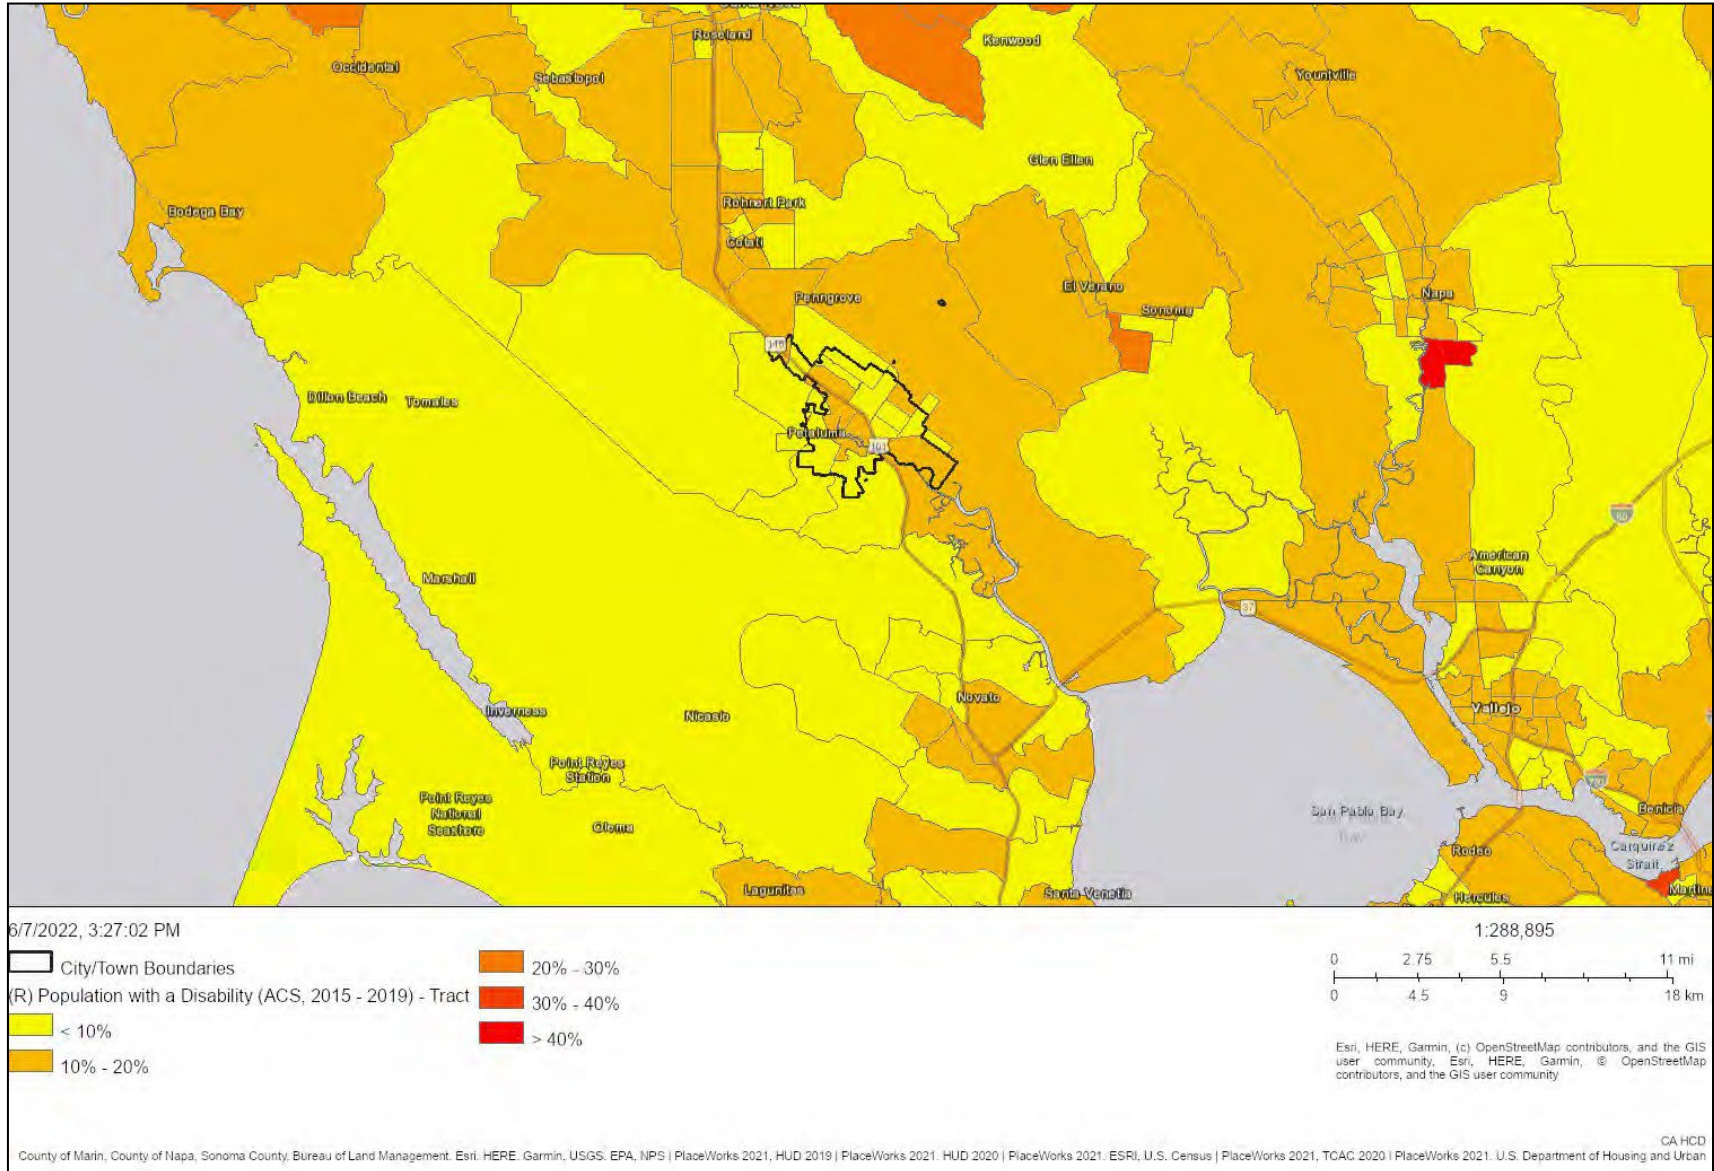 Roseland
Kenwood
Occidental
Sebastopol
Yountville
Glen Ellen
Bodega Bay
Rohnert Park
Cotati
El Verano
Napa
Penngrove
Sonoma
116
Dillon Beach
Tomales
Petaluma
101
80
American
Canyon
Marshall
37
Inverness
Nicasio
Novato
Vallejo
Point Reyes
Station
780
Point Reyes
National
Seashore
Olema
San Pablo Bay
Benicia
Carquinez
Strait
Rodeo
Lagunitas
Santa Venetia
Hercules
Martine
6/7/2022, 3:27:02 PM
City/Town Boundaries
(R) Population with a Disability (ACS, 2015 - 2019) - Tract
< 10%
10% - 20%
20% - 30%
30% - 40%
> 40%
1:288,895
0 2.75 5.5 11 mi
0 4.5 9 18 km
Esri, HERE, Garmin, (c) OpenStreetMap contributors, and the GIS
user community, Esri, HERE, Garmin, © OpenStreetMap
contributors, and the GIS user community
CA HCD
County of Marin, County of Napa, Sonoma County, Bureau of Land Management. Esri. HERE. Garmin, USGS. EPA, NPS | PlaceWorks 2021, HUD 2019 | PlaceWorks 2021. HUD 2020 | PlaceWorks 2021. ESRI, U.S. Census | PlaceWorks 2021, TCAC 2020 | PlaceWorks 2021. U.S. Department of Housing and Urban